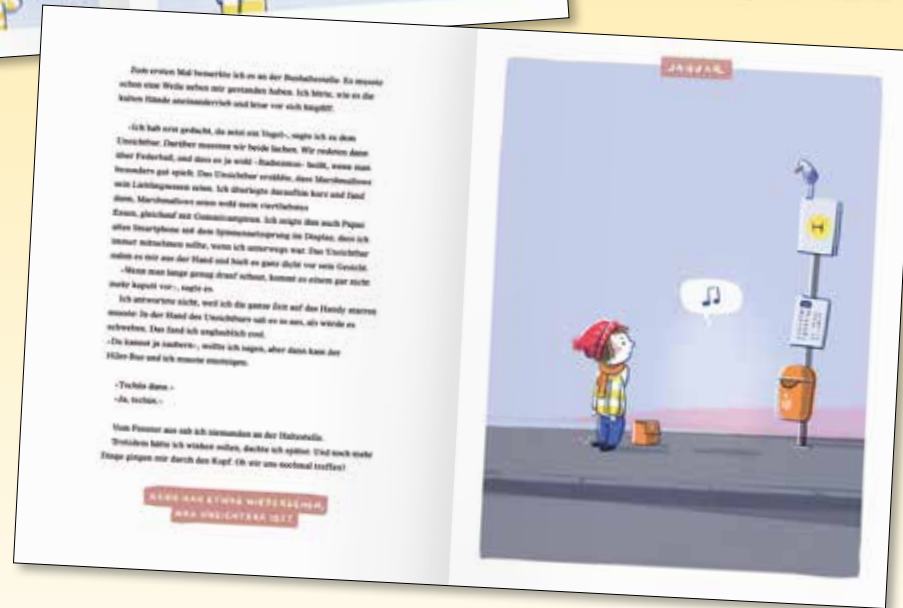 Zum ersten Mal bemerkte ich es an der Bushaltestelle. Es musste
schon eine Weile neben mir gestanden haben. Ich hörte, wie es die
kalten Hände aneinanderrieb und leise vor sich hinpfiff.
«Ich hab erst gedacht, da seist ein Vogel», sagte ich zu dem
Unsichtbar. Darüber mussten wir beide lachen. Wir redeten dann
über Federball, und dass es ja wohl «Badminton» heißt, wenn man
besonders gut spielt. Das Unsichtbar erzählte, dass Marshmallows
sein Lieblingsessen seien. Ich überlegte daraufhin kurz und fand
dann, Marshmallows seien wohl mein viertliebstes
Essen, gleichauf mit Gummicampions. Ich zeigte ihm auch Papas
altes Smartphone mit dem Spinnennetzsprung im Display, dass ich
immer mitnehmen sollte, wenn ich unterwegs war. Das Unsichtbar
nahm es mir aus der Hand und hielt es ganz dicht vor sein Gesicht.
«Wenn man lange genug drauf schaut, kommt es einem gar nicht
mehr kaputt vor», sagte es.
Ich antwortete nicht, weil ich die ganze Zeit auf das Handy starren
musste: In der Hand des Unsichtbars sah es so aus, als würde es
schweben. Das fand ich unglaublich cool.
«Du kannst ja zaubern», wollte ich sagen, aber dann kam der
Bus und ich musste einsteigen.
«Tschüs dann.»
«Ja, tschüs.»
Vom Fenster aus sah ich niemanden an der Haltestelle.
Trotzdem hätte ich winken sollen, dachte ich später. Und noch mehr
Dinge gingen mir durch den Kopf. Ob wir uns nochmal treffen?
KANN MAN ETWAS WIEDERSEHEN,
WAS UNSICHTBAR IST?
JANUAR
H